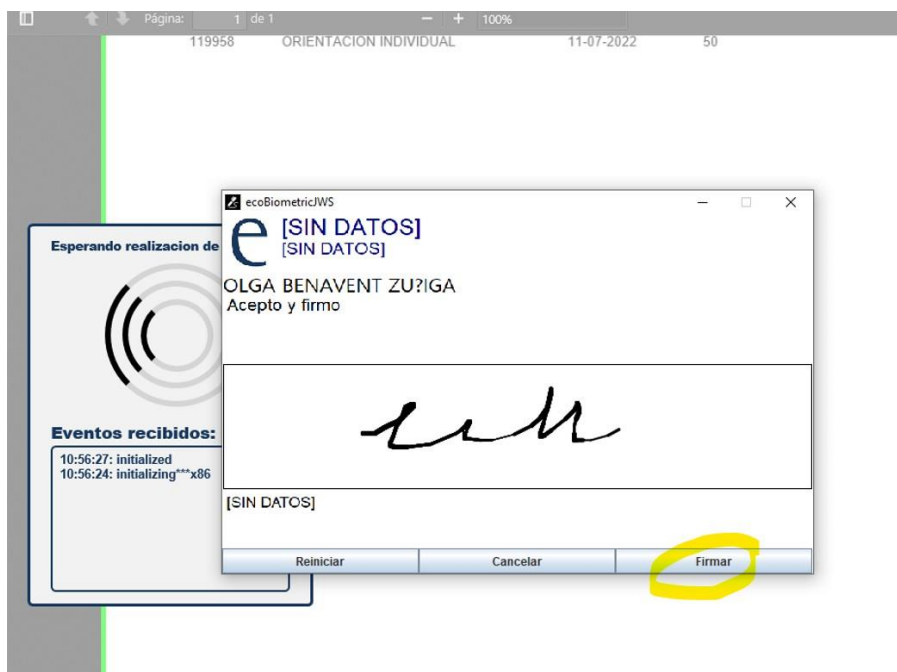 Página: 1 de 1 − + 100%
119958 ORIENTACION INDIVIDUAL 11-07-2022 50
ecoBiometricJWS
e [SIN DATOS]
[SIN DATOS]
Esperando realizacion de
OLGA BENAVENT ZU?IGA
Acepto y firmo
Eventos recibidos:
10:56:27: initialized
10:56:24: initializing***x86
[SIN DATOS]
Reiniciar Cancelar Firmar